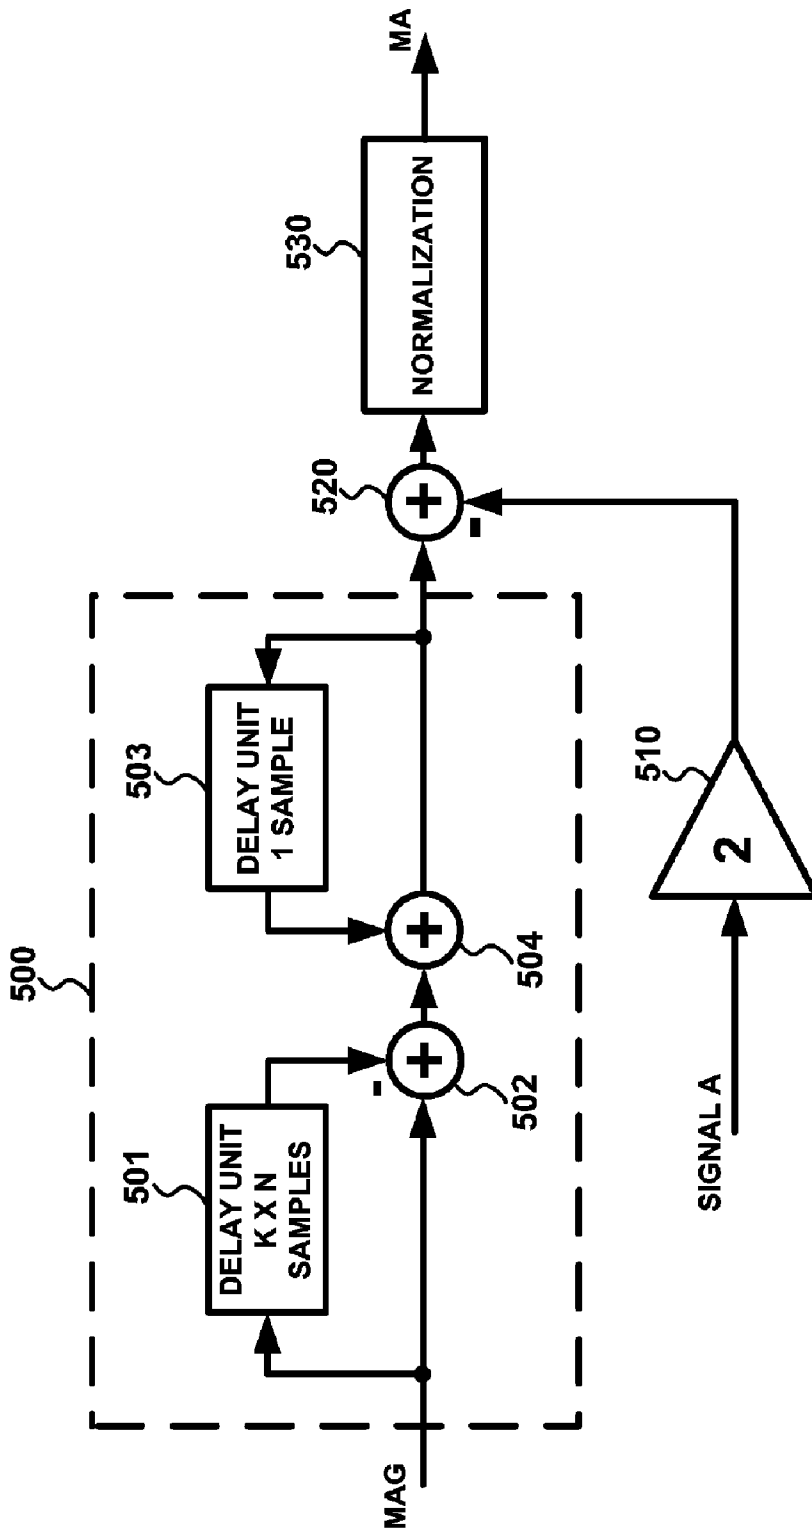 500
501
DELAY UNIT
K X N
SAMPLES
503
DELAY UNIT
1 SAMPLE
MAG
+
-
502
+
504
520
+
-
530
NORMALIZATION
MA
SIGNAL A
510
2